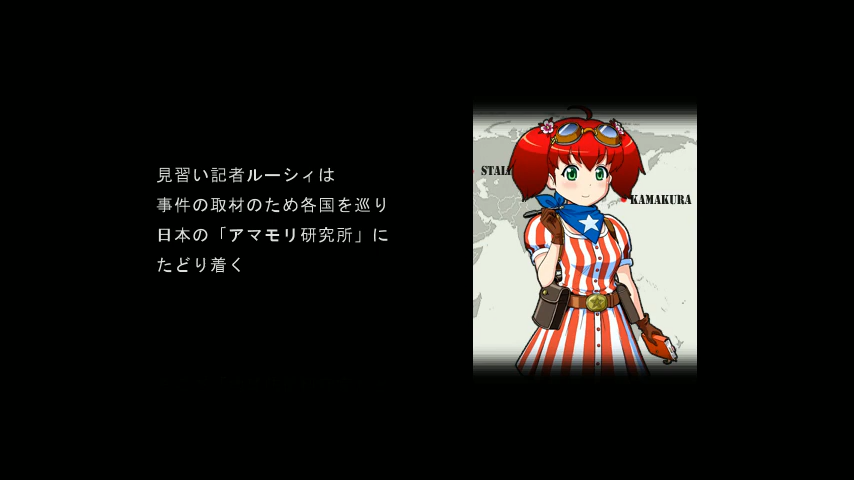 見習い記者ルーシィは
事件の取材のため各国を巡り
日本の「アマモリ研究所」に
たどり着く
KAMAKURA